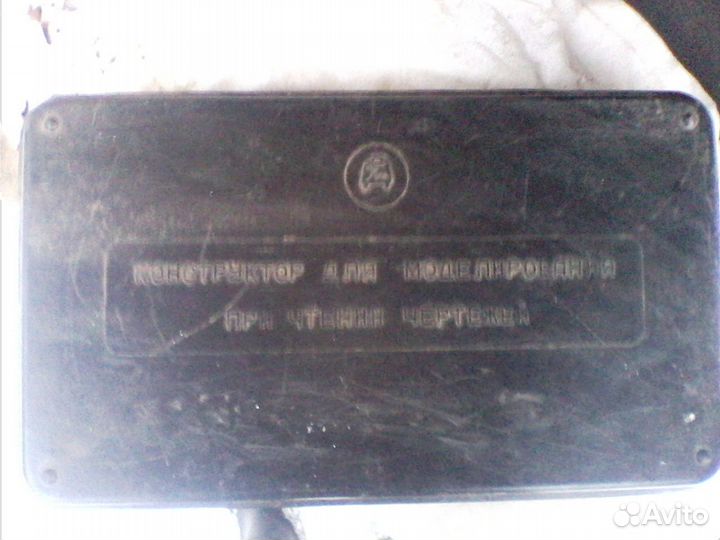 КОНСТРУКТОР ДЛЯ МОДЕЛИРОВАНИЯ
ПРИ ЧТЕНИИ ЧЕРТЕЖЕЙ
Avito